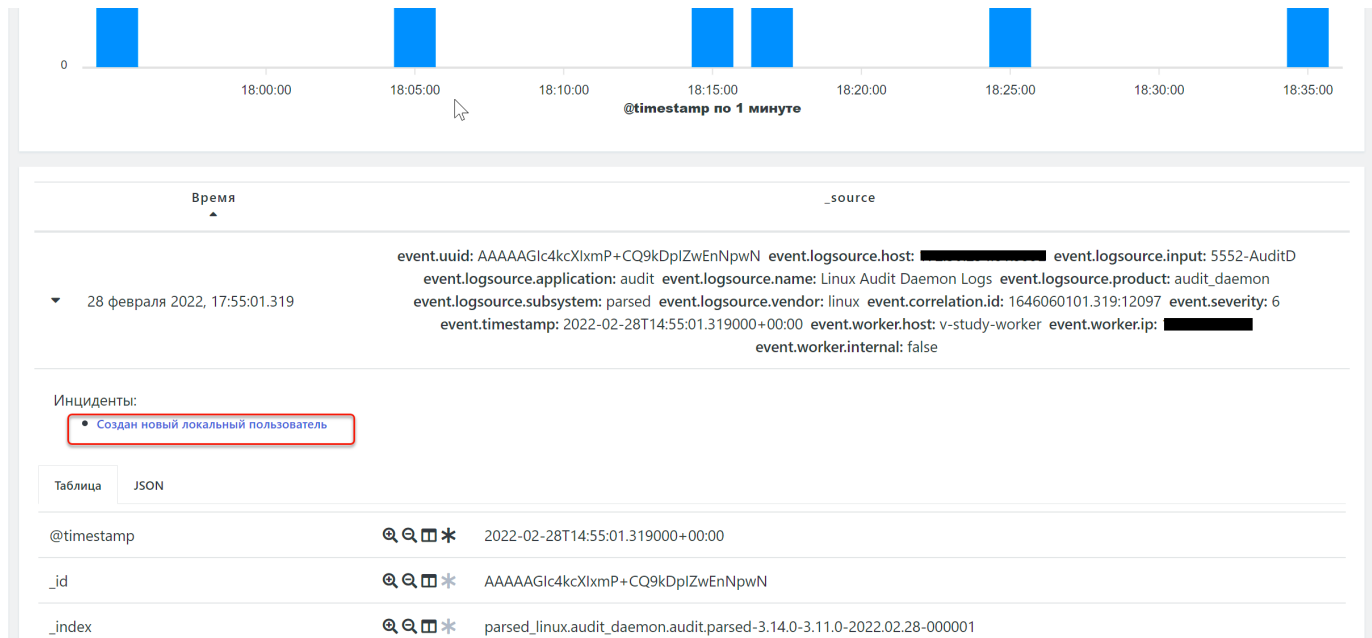 0
18:00:00 18:05:00 18:10:00 18:15:00 18:20:00 18:25:00 18:30:00 18:35:00
@timestamp по 1 минуте
Время _source
event.uuid: AAAAAGIc4kcXIxmP+CQ9kDpIZwEnNpwN event.logsource.host: event.logsource.input: 5552-AuditD
event.logsource.application: audit event.logsource.name: Linux Audit Daemon Logs event.logsource.product: audit_daemon
28 февраля 2022, 17:55:01.319 event.logsource.subsystem: parsed event.logsource.vendor: linux event.correlation.id: 1646060101.319:12097 event.severity: 6
event.timestamp: 2022-02-28T14:55:01.319000+00:00 event.worker.host: v-study-worker event.worker.ip:
event.worker.internal: false
Инциденты:
Создан новый локальный пользователь
Таблица JSON
@timestamp 2022-02-28T14:55:01.319000+00:00
_id AAAAAGIc4kcXIxmP+CQ9kDpIZwEnNpwN
_index parsed_linux.audit_daemon.audit.parsed-3.14.0-3.11.0-2022.02.28-000001